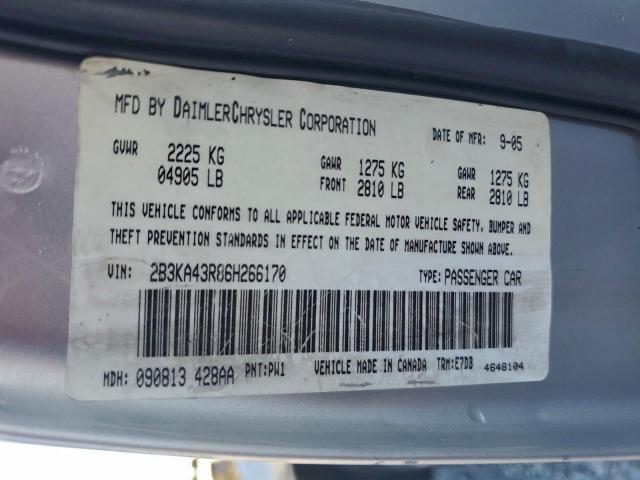 MFD BY DAIMLERCHRYSLER CORPORATION DATE OF MFR: 9-05
GVWR 2225 KG GAWR 1275 KG GAWR 1275 KG
04905 LB FRONT 2810 LB REAR 2810 LB
THIS VEHICLE CONFORMS TO ALL APPLICABLE FEDERAL MOTOR VEHICLE SAFETY, BUMPER AND
THEFT PREVENTION STANDARDS IN EFFECT ON THE DATE OF MANUFACTURE SHOWN ABOVE.
VIN: 2B3KA43R86H266170 TYPE: PASSENGER CAR
MDH: 090813 428AA PNT:PW1 VEHICLE MADE IN CANADA TRM:E7DB 4648104